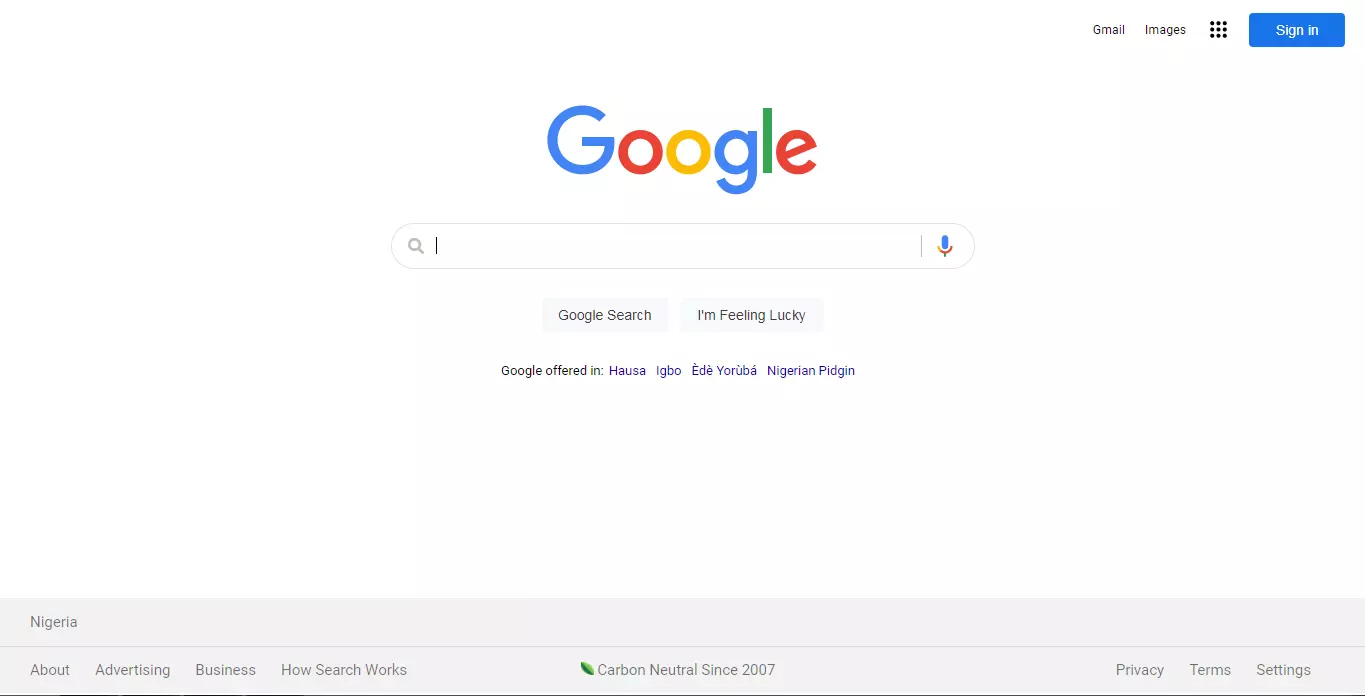 Gmail Images Sign in
Google
Google Search I'm Feeling Lucky
Google offered in: Hausa Igbo Èdè Yorùbá Nigerian Pidgin
Nigeria
About Advertising Business How Search Works Carbon Neutral Since 2007 Privacy Terms Settings